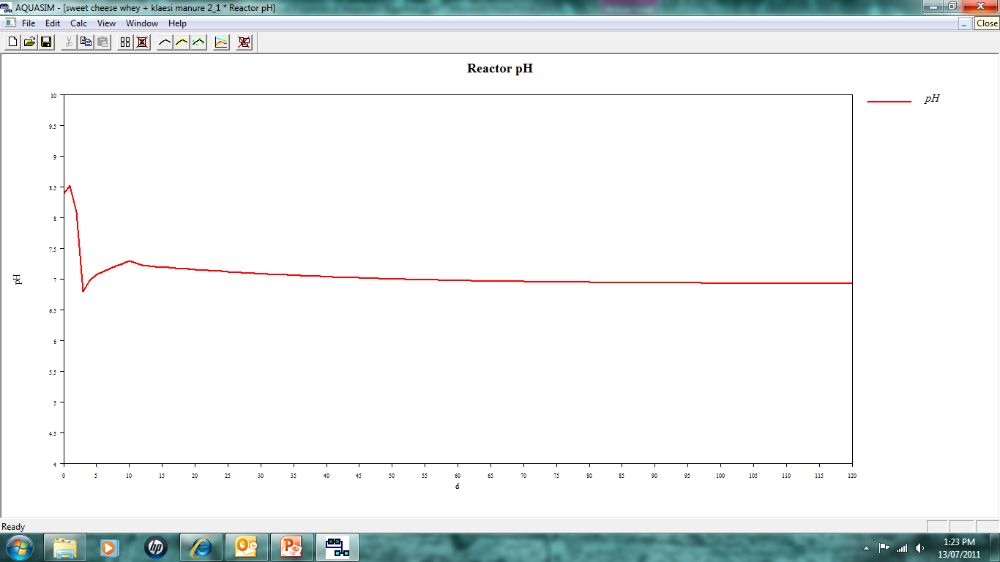 AQUASIM - [sweet cheese whey + klaesi manure 2_1 * Reactor pH]
File Edit Calc View Window Help
Close
Reactor pH
pH
10
9.5
9
8.5
8
7.5
7
6.5
6
5.5
5
4.5
4
pH
0 5 10 15 20 25 30 35 40 45 50 55 60 65 70 75 80 85 90 95 100 105 110 115 120
d
Ready
hp
1:23 PM
13/07/2011